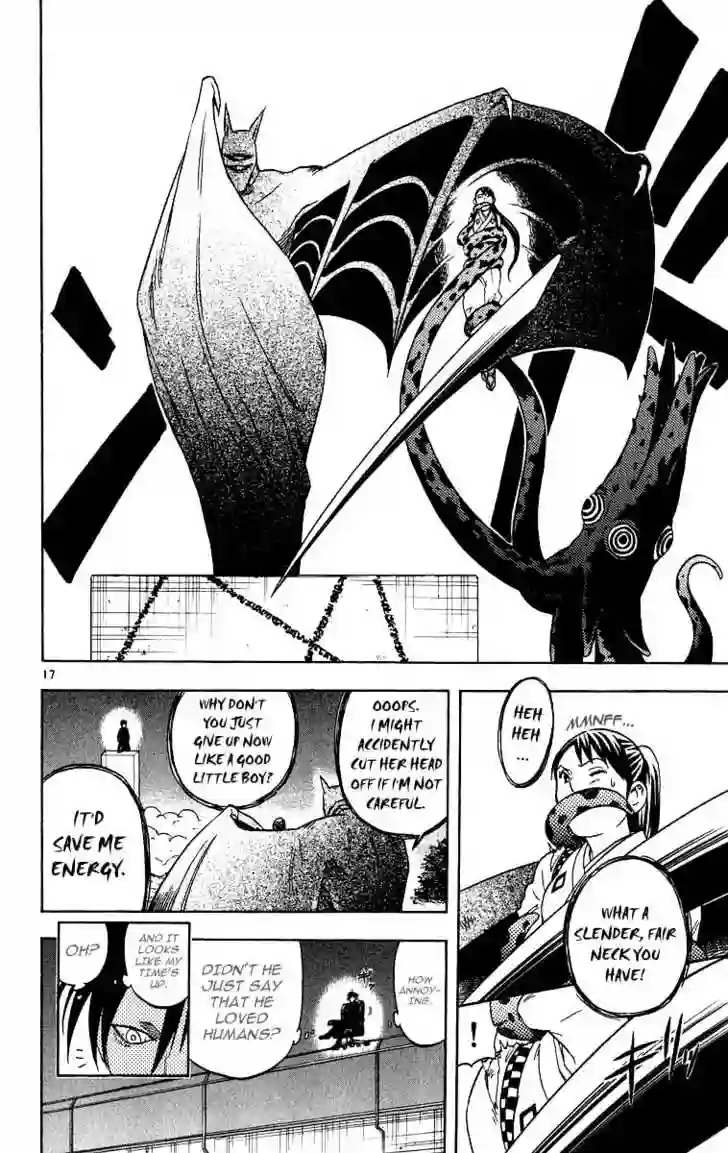 17
HEH
HEH
...
MMNFF...
WHAT A
SLENDER, FAIR
NECK YOU
HAVE!
!
OOOPS.
I MIGHT
ACCIDENTLY
CUT HER HEAD
OFF IF I'M NOT
CAREFUL.
WHY DON'T
YOU JUST
GIVE UP NOW
LIKE A GOOD
LITTLE BOY?
IT'D
SAVE ME
ENERGY.
HOW
ANNOY-
ING.
DIDN'T HE
JUST SAY
THAT HE
LOVED
HUMANS?
AND IT
LOOKS
LIKE MY
TIME'S
UP.
OH?